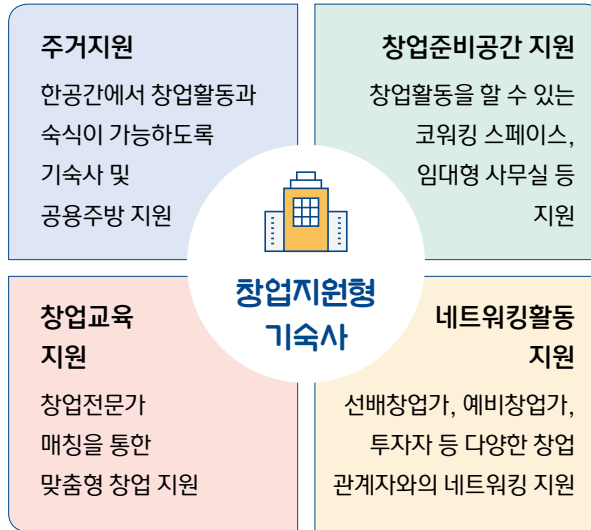 주거지원
한공간에서 창업활동과
숙식이 가능하도록
기숙사 및
공용주방 지원
창업준비공간 지원
창업활동을 할 수 있는
코워킹 스페이스,
임대형 사무실 등
지원
창업지원형
기숙사
창업교육
지원
창업전문가
매칭을 통한
맞춤형 창업 지원
네트워킹활동
지원
선배창업가, 예비창업가,
투자자 등 다양한 창업
관계자와의 네트워킹 지원